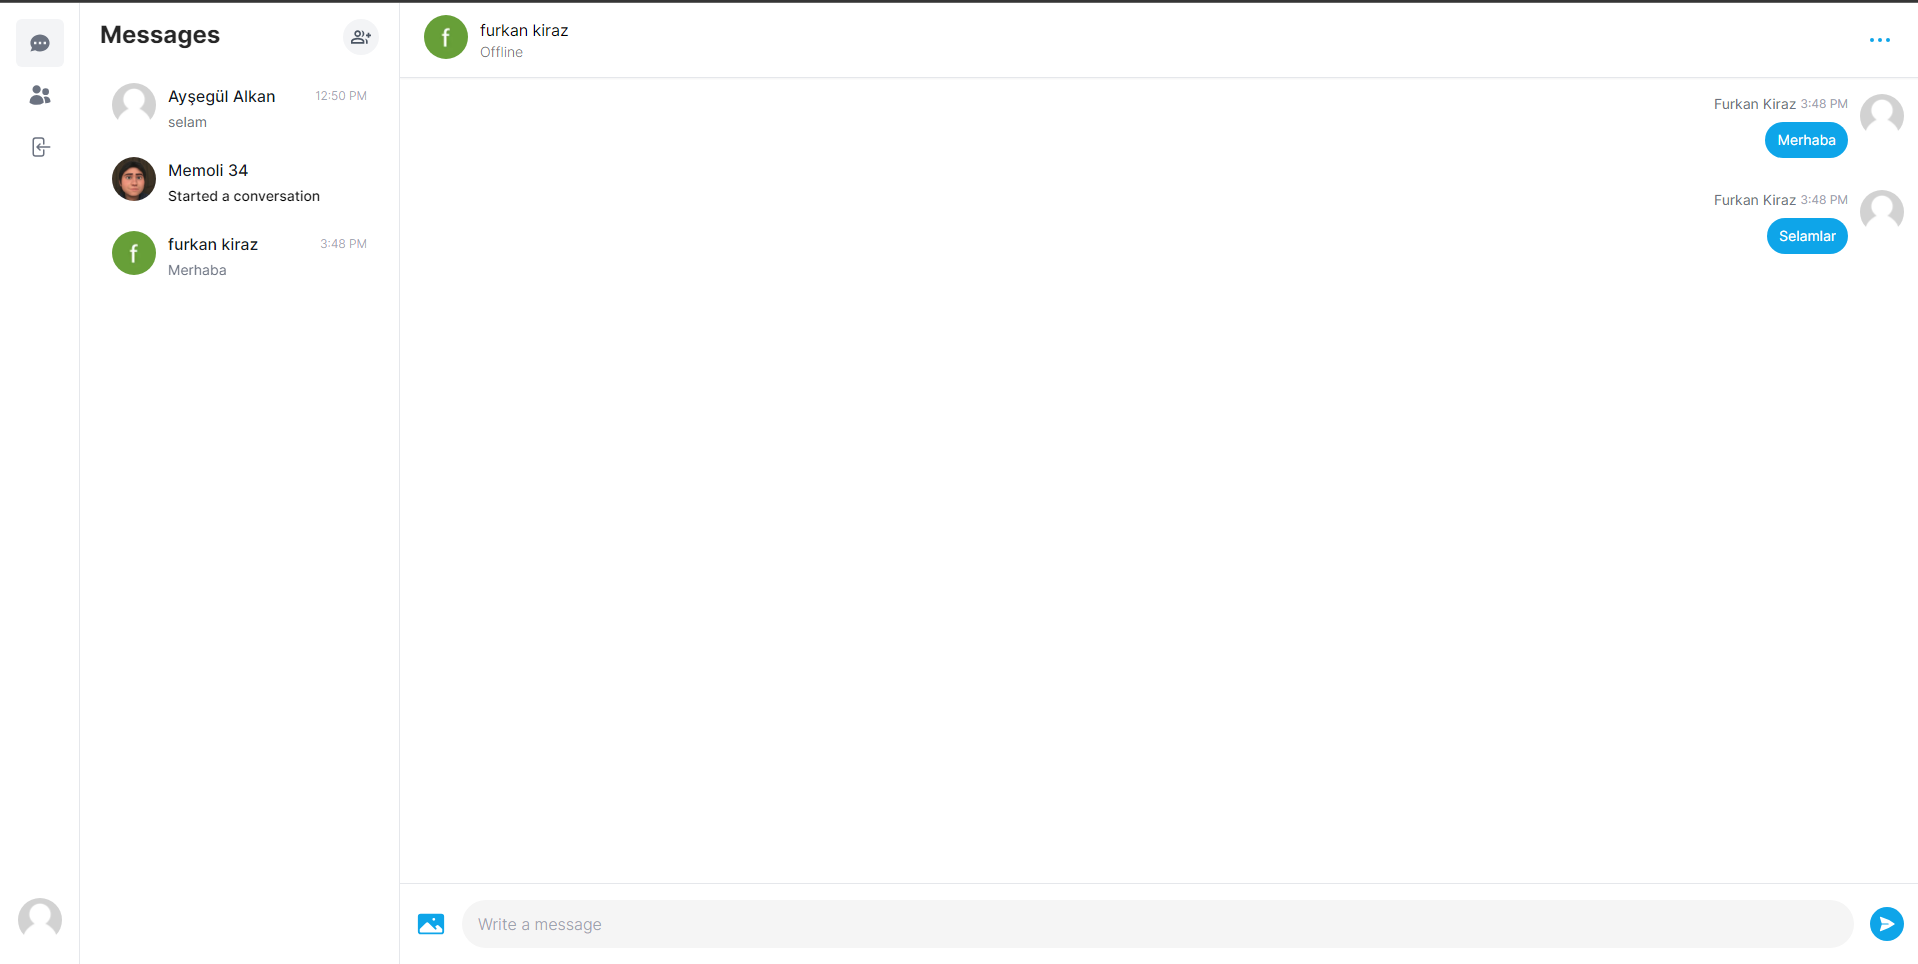 Messages
Ayşegül Alkan 12:50 PM
selam
Memoli 34
Started a conversation
f
furkan kiraz 3:48 PM
Merhaba
f
furkan kiraz
Offline
Furkan Kiraz 3:48 PM
Merhaba
Furkan Kiraz 3:48 PM
Selamlar
Write a message